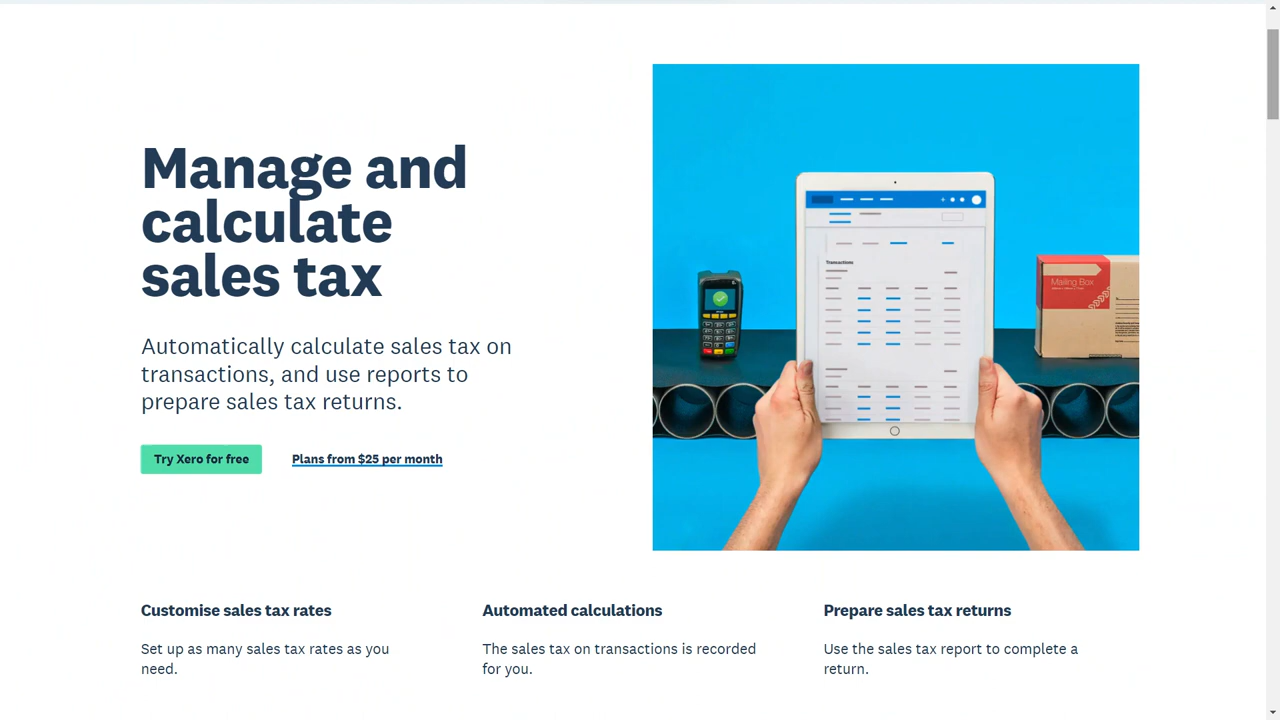 Manage and
calculate
sales tax
Automatically calculate sales tax on
transactions, and use reports to
prepare sales tax returns.
Try Xero for free
Plans from $25 per month
Transactions
Mailing Box
Customise sales tax rates
Automated calculations
Prepare sales tax returns
Set up as many sales tax rates as you
need.
The sales tax on transactions is recorded
for you.
Use the sales tax report to complete a
return.